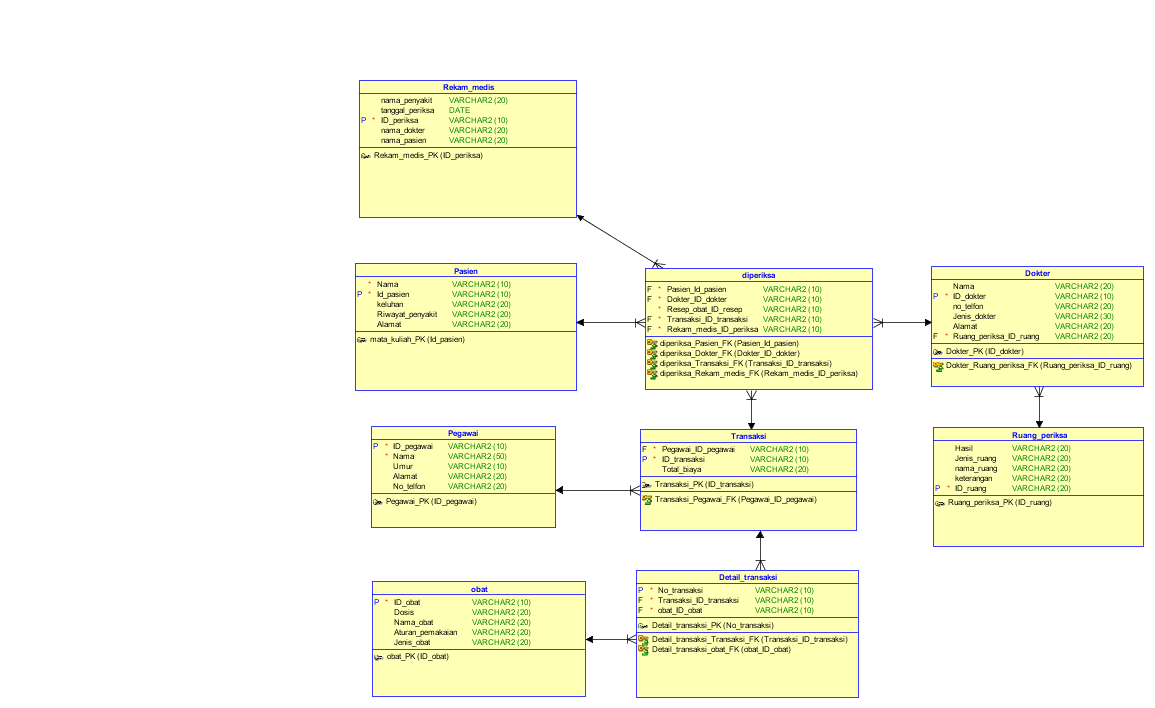 Rekam_medis
nama_penyakit VARCHAR2 (20)
tanggal_periksa DATE
P * ID_periksa VARCHAR2 (10)
nama_dokter VARCHAR2 (20)
nama_pasien VARCHAR2 (20)
Rekam_medis_PK (ID_periksa)
Pasien
* Nama VARCHAR2 (10)
P * Id_pasien VARCHAR2 (10)
keluhan VARCHAR2 (20)
Riwayat_penyakit VARCHAR2 (20)
Alamat VARCHAR2 (20)
mata_kuliah_PK (Id_pasien)
diperiksa
F * Pasien_Id_pasien VARCHAR2 (10)
F * Dokter_ID_dokter VARCHAR2 (10)
* Resep_obat_ID_resep VARCHAR2 (10)
F * Transaksi_ID_transaksi VARCHAR2 (10)
F * Rekam_medis_ID_periksa VARCHAR2 (10)
diperiksa_Pasien_FK (Pasien_Id_pasien)
diperiksa_Dokter_FK (Dokter_ID_dokter)
diperiksa_Transaksi_FK (Transaksi_ID_transaksi)
diperiksa_Rekam_medis_FK (Rekam_medis_ID_periksa)
Dokter
Nama VARCHAR2 (20)
P * ID_dokter VARCHAR2 (10)
no_telfon VARCHAR2 (20)
Jenis_dokter VARCHAR2 (30)
Alamat VARCHAR2 (20)
F * Ruang_periksa_ID_ruang VARCHAR2 (20)
Dokter_PK (ID_dokter)
Dokter_Ruang_periksa_FK (Ruang_periksa_ID_ruang)
Pegawai
P * ID_pegawai VARCHAR2 (10)
* Nama VARCHAR2 (50)
Umur VARCHAR2 (10)
Alamat VARCHAR2 (20)
No_telfon VARCHAR2 (20)
Pegawai_PK (ID_pegawai)
Transaksi
F * Pegawai_ID_pegawai VARCHAR2 (10)
P * ID_transaksi VARCHAR2 (10)
Total_biaya VARCHAR2 (20)
Transaksi_PK (ID_transaksi)
Transaksi_Pegawai_FK (Pegawai_ID_pegawai)
Ruang_periksa
Hasil VARCHAR2 (20)
Jenis_ruang VARCHAR2 (20)
nama_ruang VARCHAR2 (20)
keterangan VARCHAR2 (20)
P * ID_ruang VARCHAR2 (20)
Ruang_periksa_PK (ID_ruang)
obat
P * ID_obat VARCHAR2 (10)
Dosis VARCHAR2 (20)
Nama_obat VARCHAR2 (20)
Aturan_pemakaian VARCHAR2 (20)
Jenis_obat VARCHAR2 (20)
obat_PK (ID_obat)
Detail_transaksi
P * No_transaksi VARCHAR2 (10)
F * Transaksi_ID_transaksi VARCHAR2 (10)
F * obat_ID_obat VARCHAR2 (10)
Detail_transaksi_PK (No_transaksi)
Detail_transaksi_Transaksi_FK (Transaksi_ID_transaksi)
Detail_transaksi_obat_FK (obat_ID_obat)